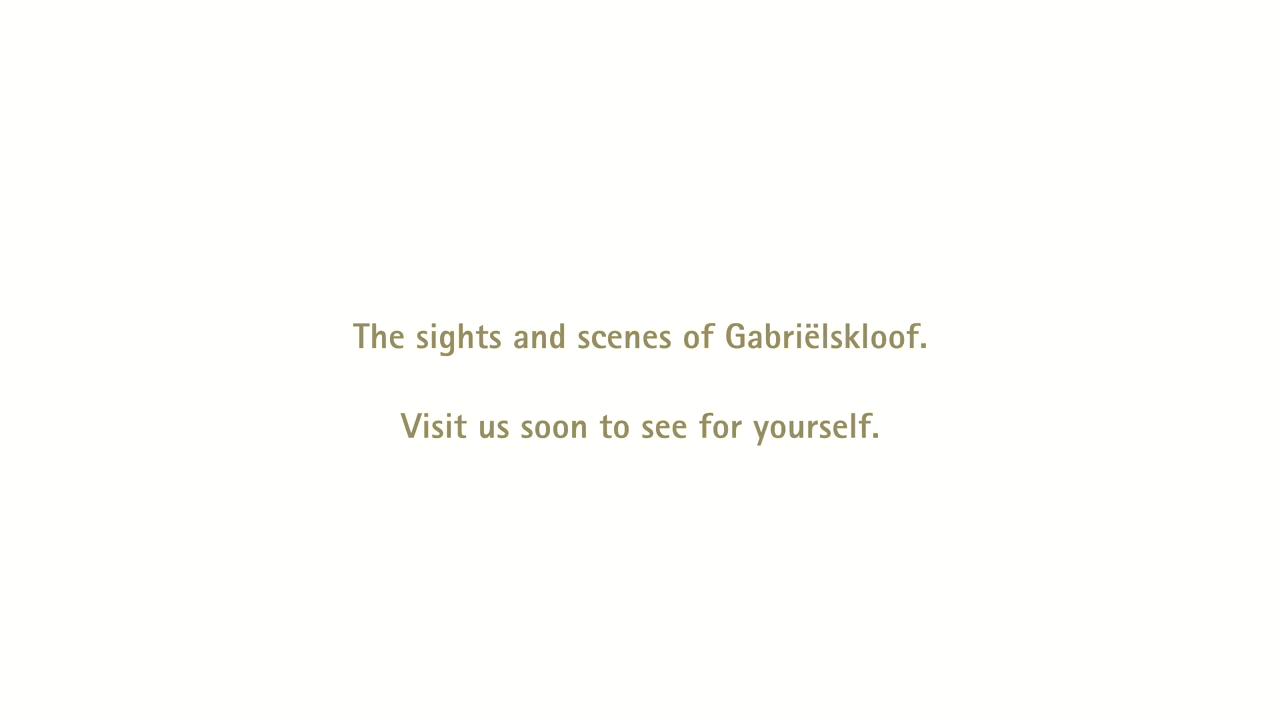 The sights and scenes of Gabriëlskloof.
Visit us soon to see for yourself.